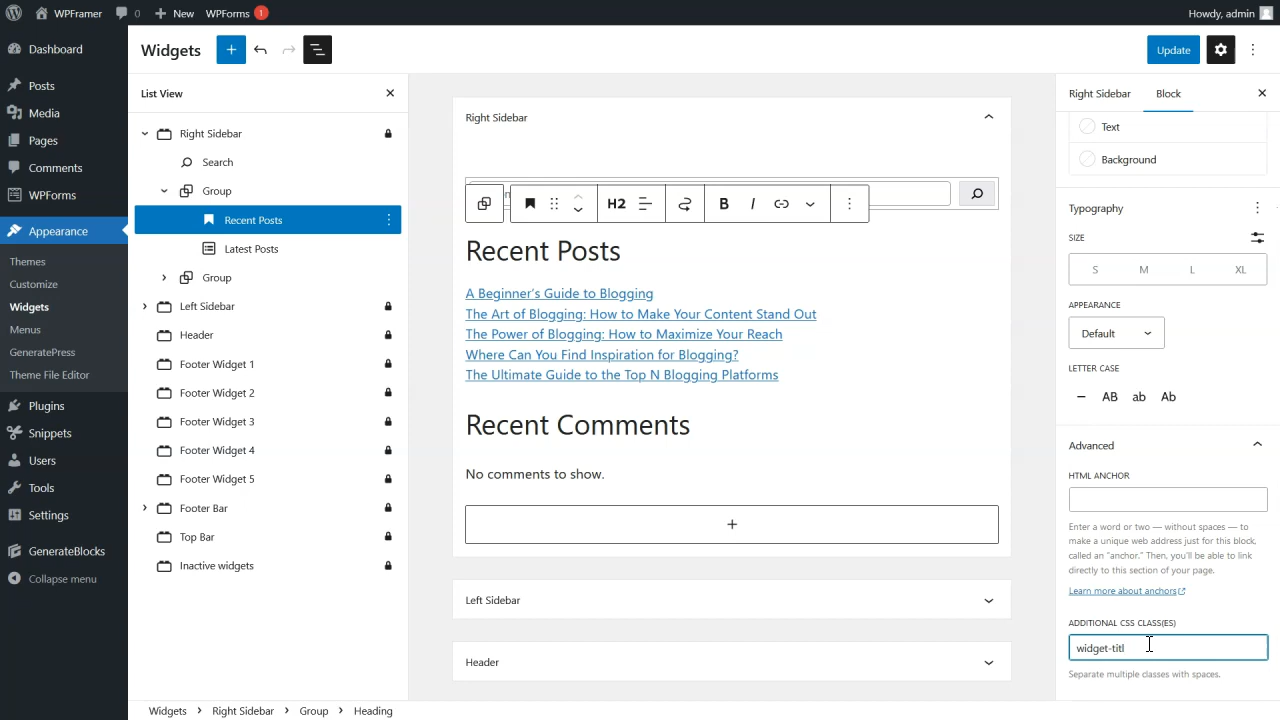 WPFramer 0 New WPForms 1 Howdy, admin
Dashboard
Posts
Media
Pages
Comments
WPForms
Appearance
Themes
Customize
Widgets
Menus
GeneratePress
Theme File Editor
Plugins
Snippets
Users
Tools
Settings
GenerateBlocks
Collapse menu
Widgets
Update
List View
Right Sidebar
Search
Group
Recent Posts
Latest Posts
Group
Left Sidebar
Header
Footer Widget 1
Footer Widget 2
Footer Widget 3
Footer Widget 4
Footer Widget 5
Footer Bar
Top Bar
Inactive widgets
Right Sidebar
H2 B I
Recent Posts
A Beginner's Guide to Blogging
The Art of Blogging: How to Make Your Content Stand Out
The Power of Blogging: How to Maximize Your Reach
Where Can You Find Inspiration for Blogging?
The Ultimate Guide to the Top N Blogging Platforms
Recent Comments
No comments to show.
Left Sidebar
Header
Right Sidebar Block
Text
Background
Typography
SIZE
S M L XL
APPEARANCE
Default
LETTER CASE
– AB ab Ab
Advanced
HTML ANCHOR
Enter a word or two — without spaces — to
make a unique web address just for this block,
called an “anchor.” Then, you'll be able to link
directly to this section of your page.
Learn more about anchors
ADDITIONAL CSS CLASS(ES)
widget-titl
Separate multiple classes with spaces.
Widgets > Right Sidebar > Group > Heading